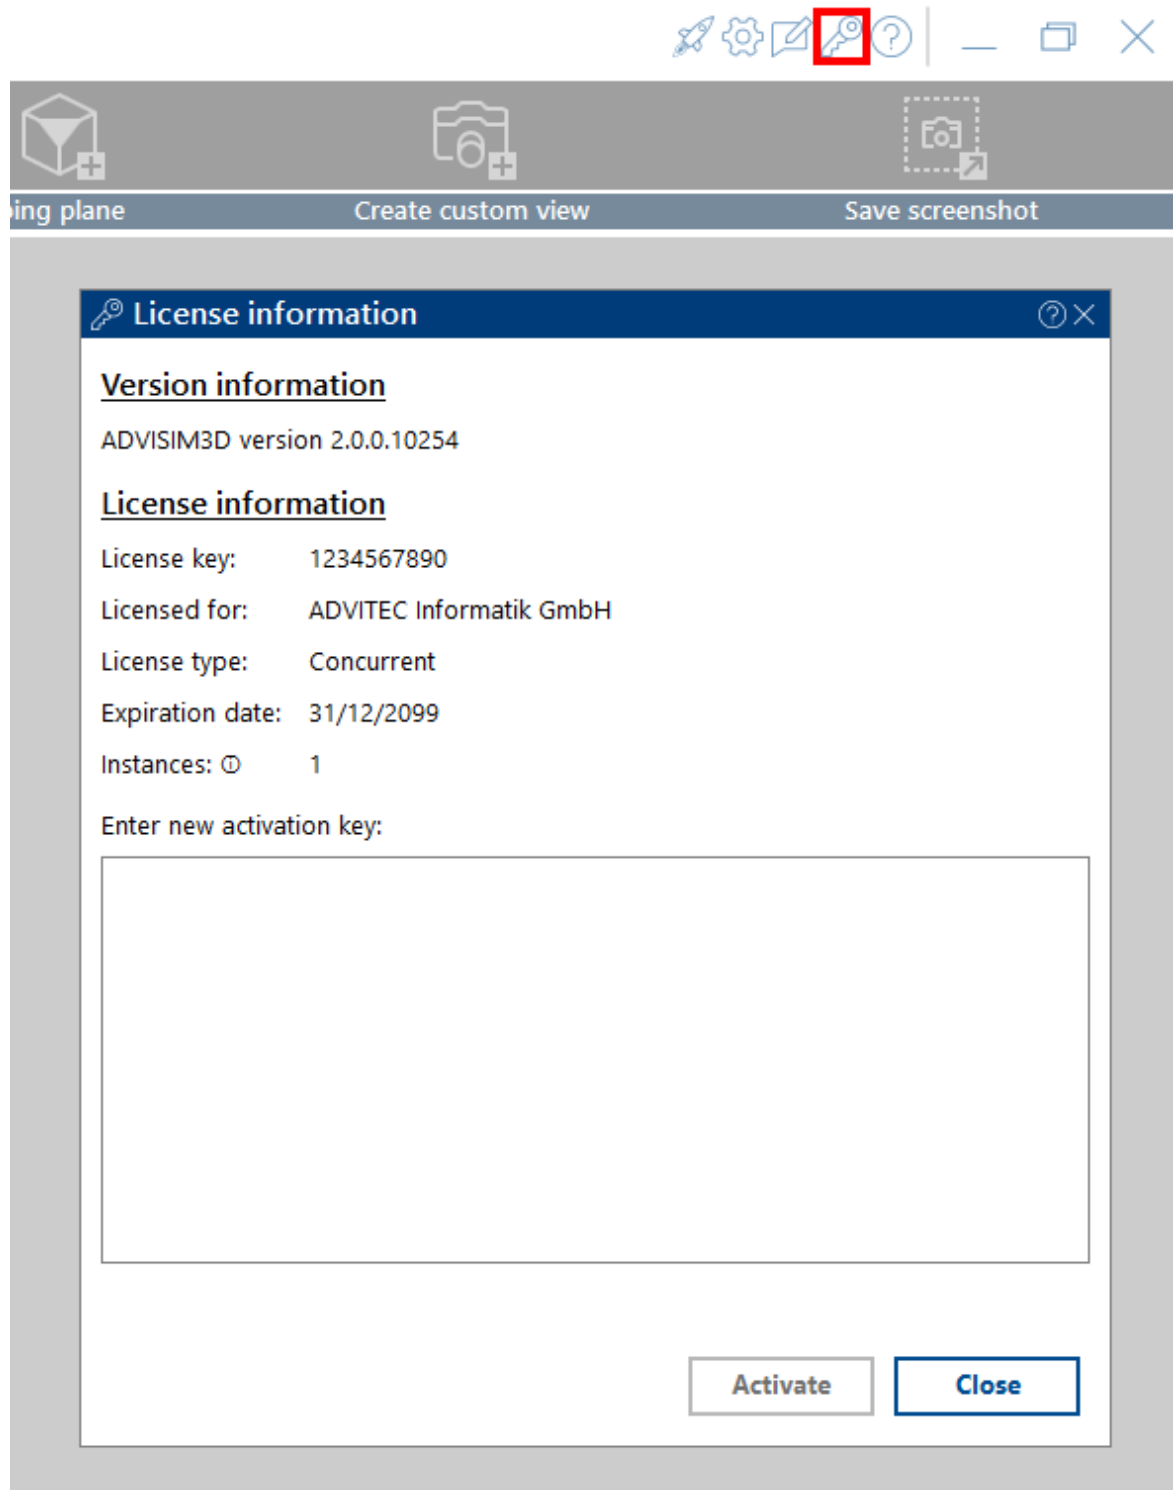 ing plane Create custom view Save screenshot
License information
Version information
ADVISIM3D version 2.0.0.10254
License information
License key: 1234567890
Licensed for: ADVITEC Informatik GmbH
License type: Concurrent
Expiration date: 31/12/2099
Instances: 1
Enter new activation key:
Activate Close